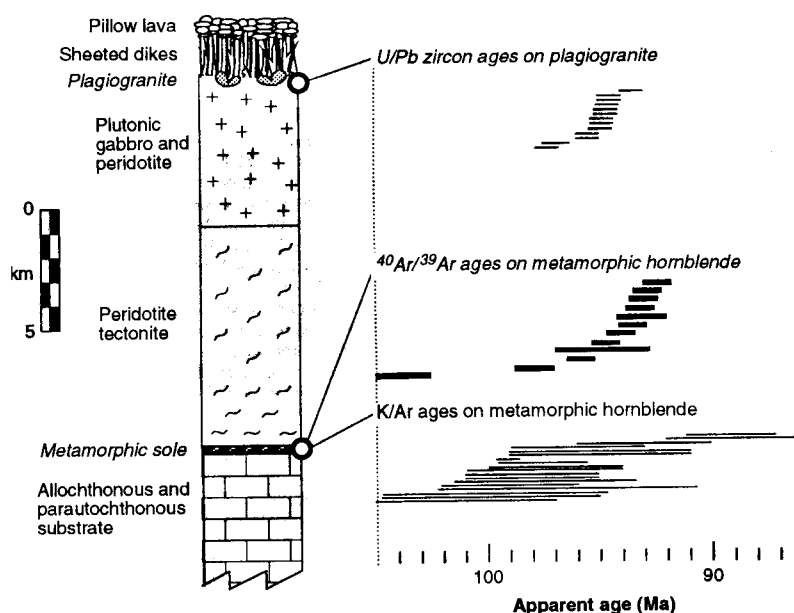 Pillow lava
Sheeted dikes
Plagiogranite
Plutonic
gabbro and
peridotite
0
km
5
Peridotite
tectonite
Metamorphic sole
Allochthonous and
parautochthonous
substrate
U/Pb zircon ages on plagiogranite
40Ar/39Ar ages on metamorphic hornblende
K/Ar ages on metamorphic hornblende
100 90
Apparent age (Ma)